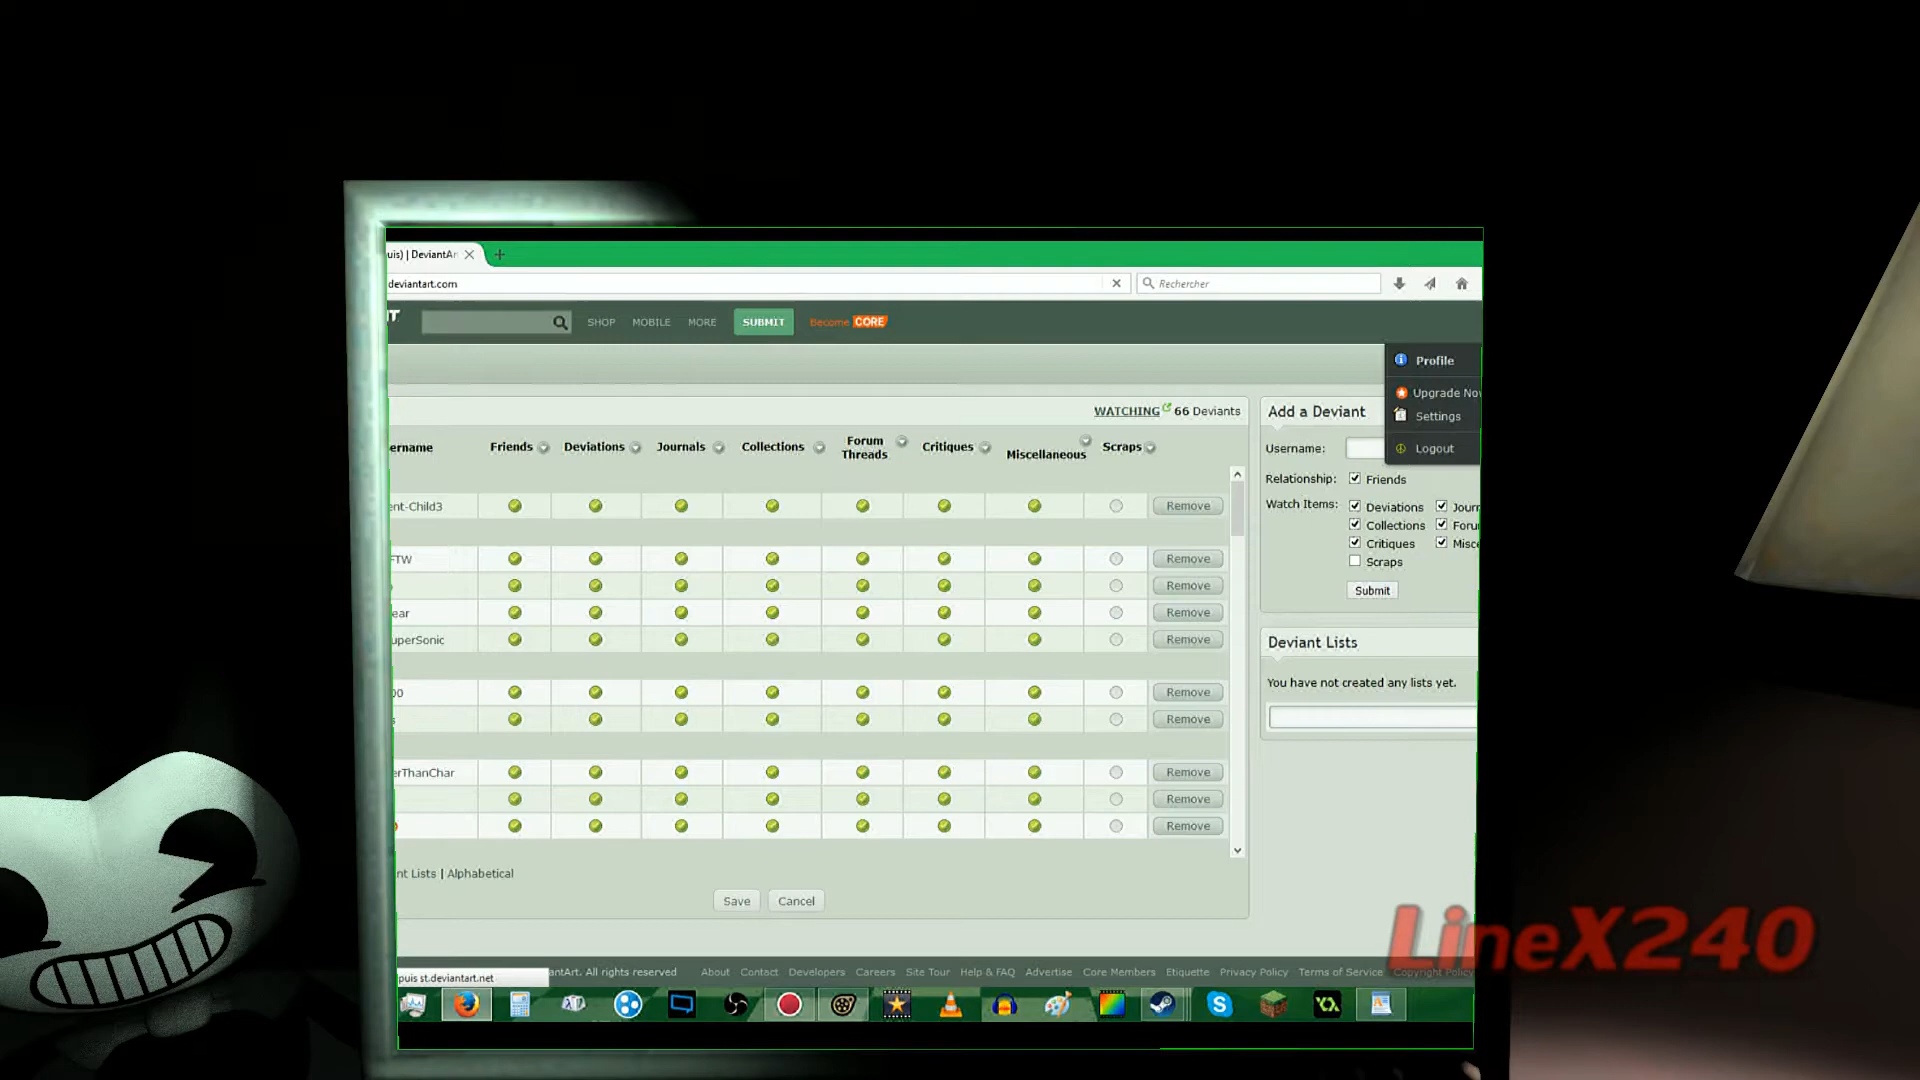 uis) | DeviantAr
deviantart.com
Rechercher
SHOP MOBILE MORE SUBMIT Become CORE
Profile
Upgrade Now
Settings
Logout
WATCHING 66 Deviants
ername Friends Deviations Journals Collections Forum Threads Critiques Miscellaneous Scraps
ent-Child3 Remove
FTW Remove
Remove
ear Remove
uperSonic Remove
00 Remove
s Remove
erThanChar Remove
Remove
Remove
nt Lists | Alphabetical
Save Cancel
Add a Deviant
Username:
Relationship: Friends
Watch Items: Deviations Journ
Collections Foru
Critiques Misce
Scraps
Submit
Deviant Lists
You have not created any lists yet.
LineX240
puis st.deviantart.net
antArt. All rights reserved About Contact Developers Careers Site Tour Help & FAQ Advertise Core Members Etiquette Privacy Policy Terms of Service Copyright Policy